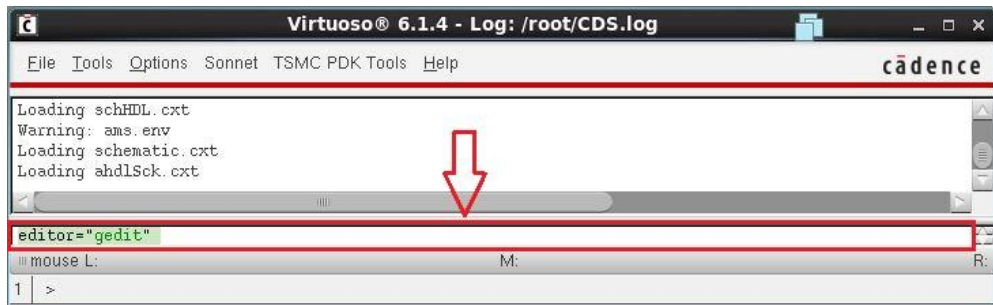 Virtuoso® 6.1.4 - Log: /root/CDS.log
File Tools Options Sonnet TSMC PDK Tools Help cādence
Loading schHDL.cxt
Warning: ams.env
Loading schematic.cxt
Loading ahdlSck.cxt
editor="gedit"
mouse L: M: R:
1 >